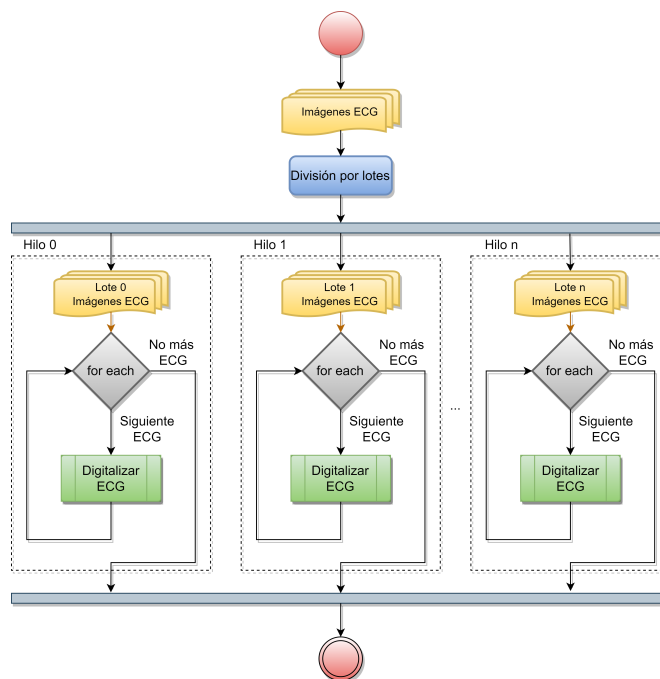 Imágenes ECG
División por lotes
Hilo 0
Hilo 1
Hilo n
Lote 0
Imágenes ECG
Lote 1
Imágenes ECG
Lote n
Imágenes ECG
for each
No más
ECG
for each
No más
ECG
for each
No más
ECG
Siguiente
ECG
Siguiente
ECG
Siguiente
ECG
...
Digitalizar
ECG
Digitalizar
ECG
Digitalizar
ECG